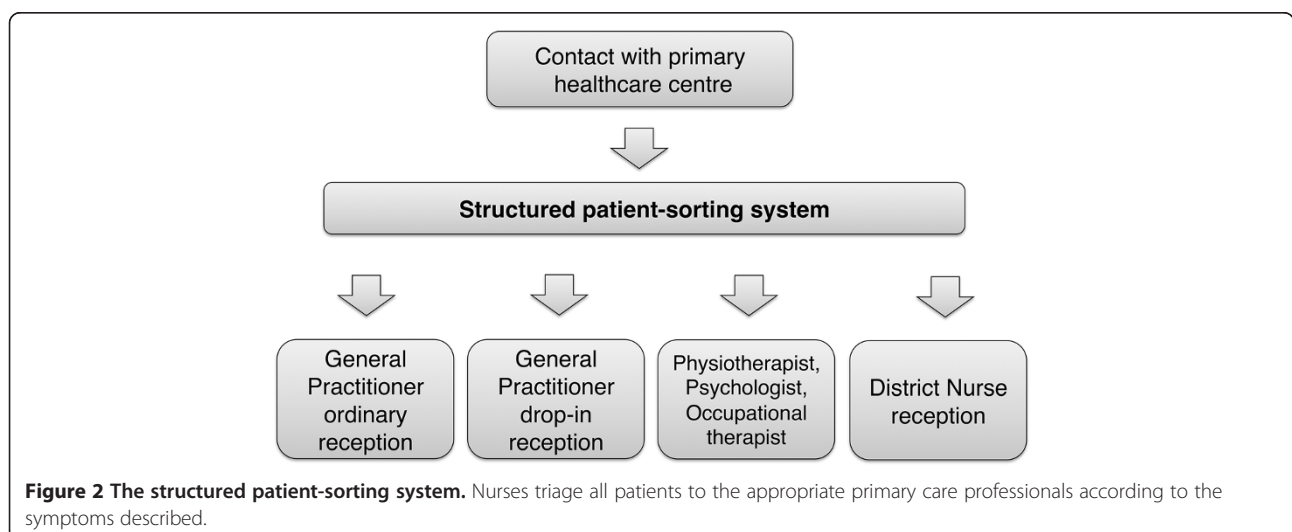 Contact with primary
healthcare centre
Structured patient-sorting system
General
Practitioner
ordinary
reception
General
Practitioner
drop-in
reception
Physiotherapist,
Psychologist,
Occupational
therapist
District Nurse
reception
Figure 2 The structured patient-sorting system. Nurses triage all patients to the appropriate primary care professionals according to the
symptoms described.